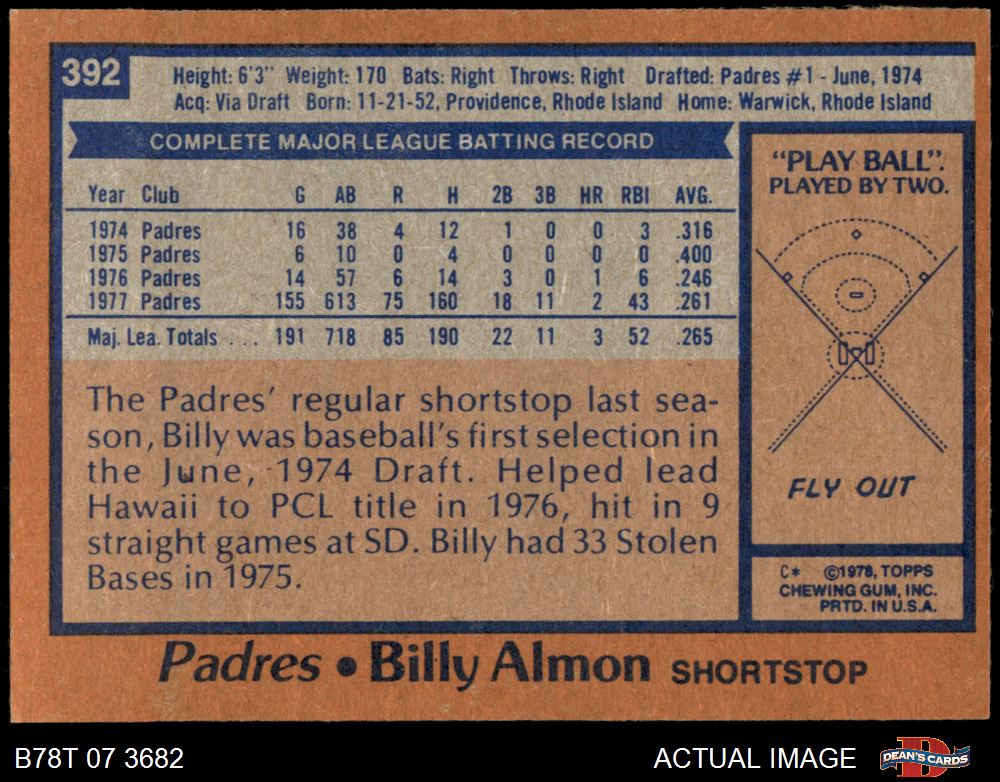 392
Height: 6'3" Weight: 170 Bats: Right Throws: Right Drafted: Padres #1 - June, 1974
Acq: Via Draft Born: 11-21-52, Providence, Rhode Island Home: Warwick, Rhode Island
COMPLETE MAJOR LEAGUE BATTING RECORD
Year Club G AB R H 2B 3B HR RBI AVG.
1974 Padres 16 38 4 12 1 0 0 3 .316
1975 Padres 6 10 0 4 0 0 0 0 .400
1976 Padres 14 57 6 14 3 0 1 6 .246
1977 Padres 155 613 75 160 18 11 2 43 .261
Maj. Lea. Totals . . . 191 718 85 190 22 11 3 52 .265
The Padres' regular shortstop last sea-
son, Billy was baseball's first selection in
the June, 1974 Draft. Helped lead
Hawaii to PCL title in 1976, hit in 9
straight games at SD. Billy had 33 Stolen
Bases in 1975.
"PLAY BALL".
PLAYED BY TWO.
FLY OUT
C* ©1978, TOPPS
CHEWING GUM, INC.
PRTD. IN U.S.A.
Padres • Billy Almon SHORTSTOP
B78T 07 3682 ACTUAL IMAGE
DEAN'S CARDS